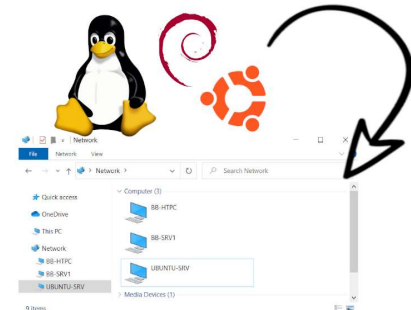 Network
File Network View
Network
Search Network
Quick access
OneDrive
This PC
Network
BB-HTPC
BB-SRV1
UBUNTU-SRV
Computer (3)
BB-HTPC
BB-SRV1
UBUNTU-SRV
Media Devices (1)
9 items